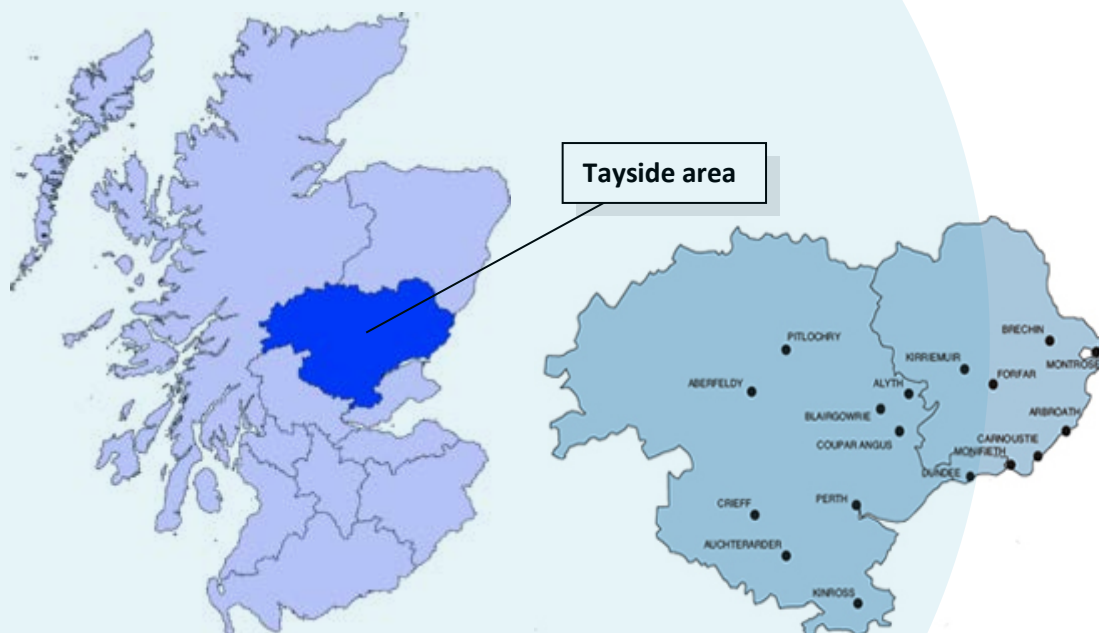 Tayside area
BRECHIN
PITLOCHRY
KIRRIEMUIR
MONTROSE
FORFAR
ABERFELDY
ALYTH
BLAIRGOWRIE
ARBROATH
COUPAR ANGUS
CARNOUSTIE
MONIFIETH
DUNDEE
CRIEFF
PERTH
AUCHTERARDER
KINROSS